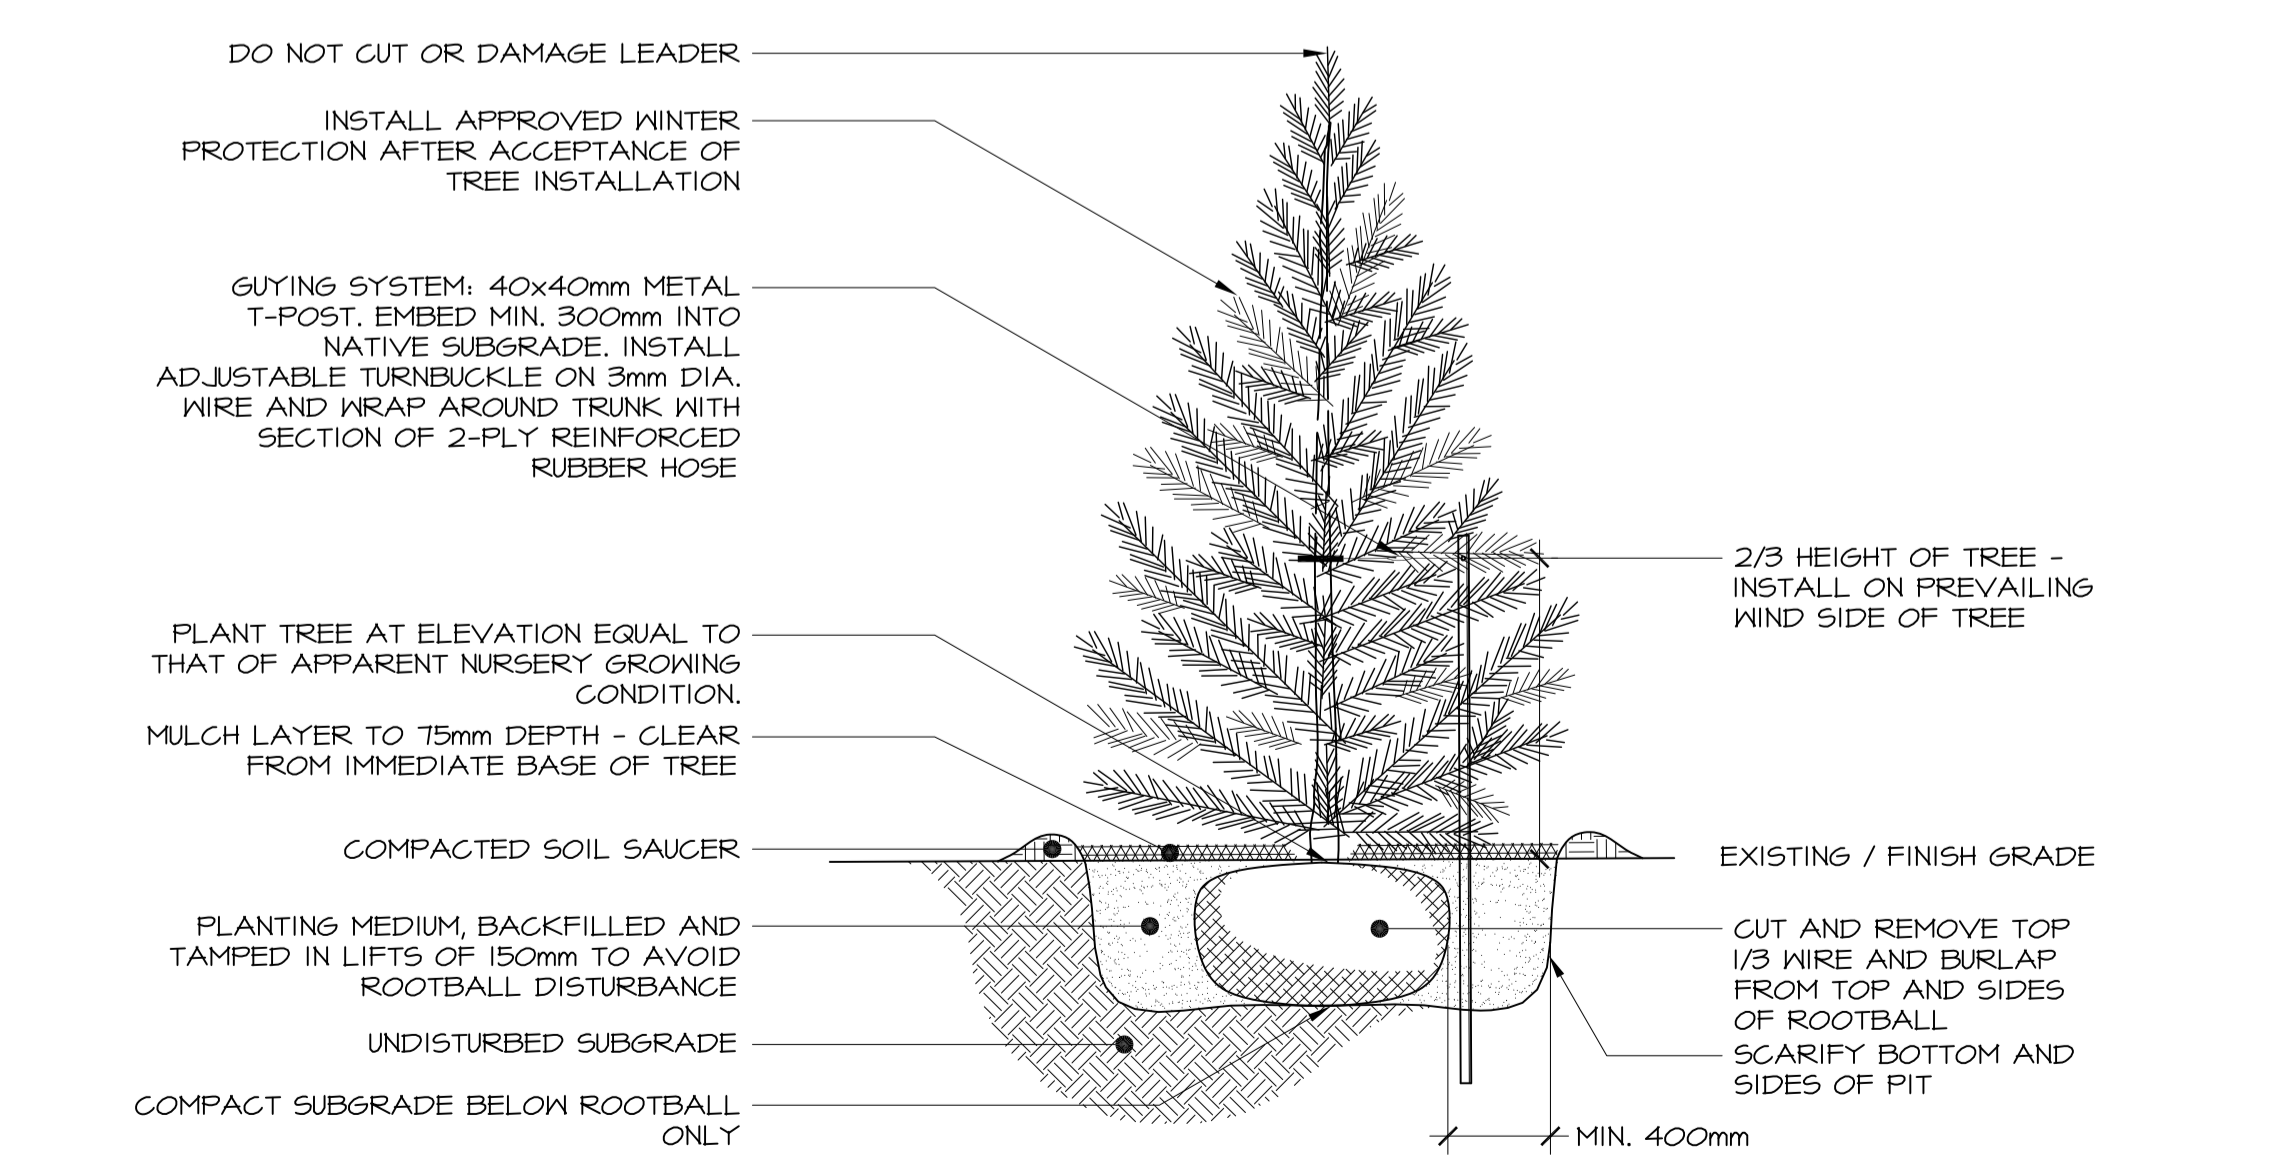 DO NOT CUT OR DAMAGE LEADER
INSTALL APPROVED WINTER
PROTECTION AFTER ACCEPTANCE OF
TREE INSTALLATION
GUYING SYSTEM: 40x40mm METAL
T-POST. EMBED MIN. 300mm INTO
NATIVE SUBGRADE. INSTALL
ADJUSTABLE TURNBUCKLE ON 3mm DIA.
WIRE AND WRAP AROUND TRUNK WITH
SECTION OF 2-PLY REINFORCED
RUBBER HOSE
PLANT TREE AT ELEVATION EQUAL TO
THAT OF APPARENT NURSERY GROWING
CONDITION.
MULCH LAYER TO 75mm DEPTH - CLEAR
FROM IMMEDIATE BASE OF TREE
COMPACTED SOIL SAUCER
PLANTING MEDIUM, BACKFILLED AND
TAMPED IN LIFTS OF 150mm TO AVOID
ROOTBALL DISTURBANCE
UNDISTURBED SUBGRADE
COMPACT SUBGRADE BELOW ROOTBALL
ONLY
2/3 HEIGHT OF TREE -
INSTALL ON PREVAILING
WIND SIDE OF TREE
EXISTING / FINISH GRADE
CUT AND REMOVE TOP
1/3 WIRE AND BURLAP
FROM TOP AND SIDES
OF ROOTBALL
SCARIFY BOTTOM AND
SIDES OF PIT
MIN. 400mm